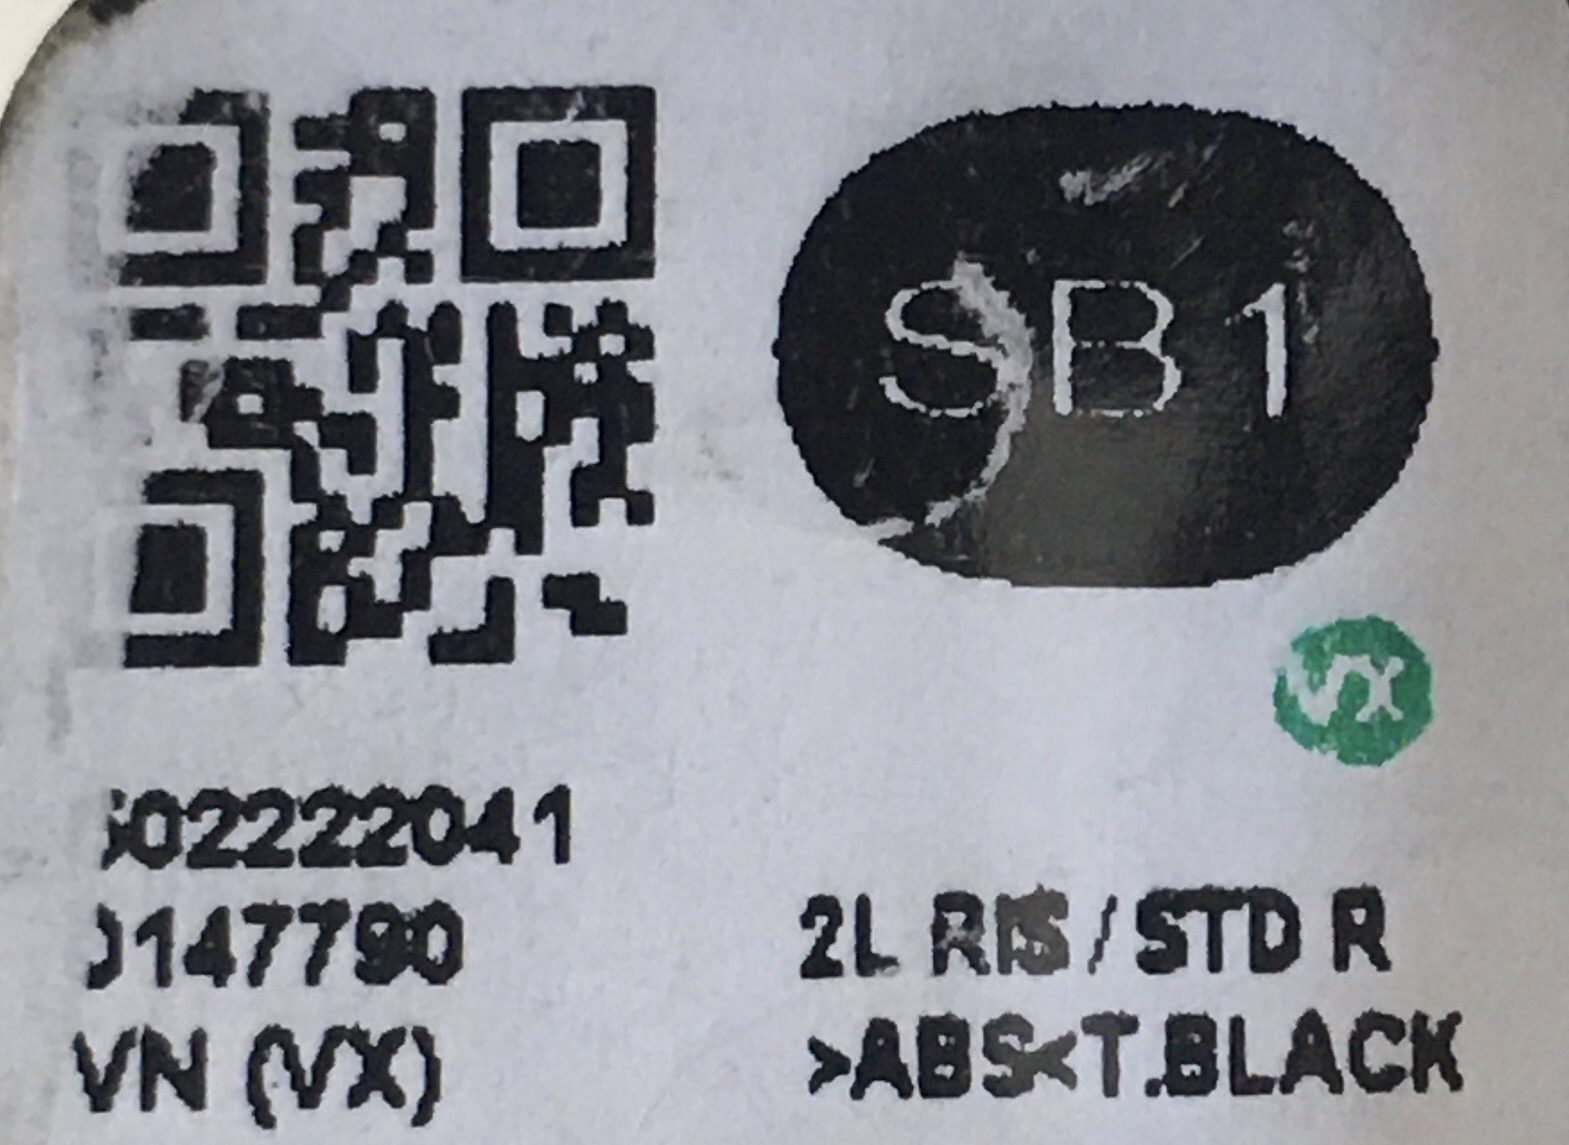 SB1
VX
02222041
147790
2L RIS / STD R
VN (VX)
>ABS<T.BLACK